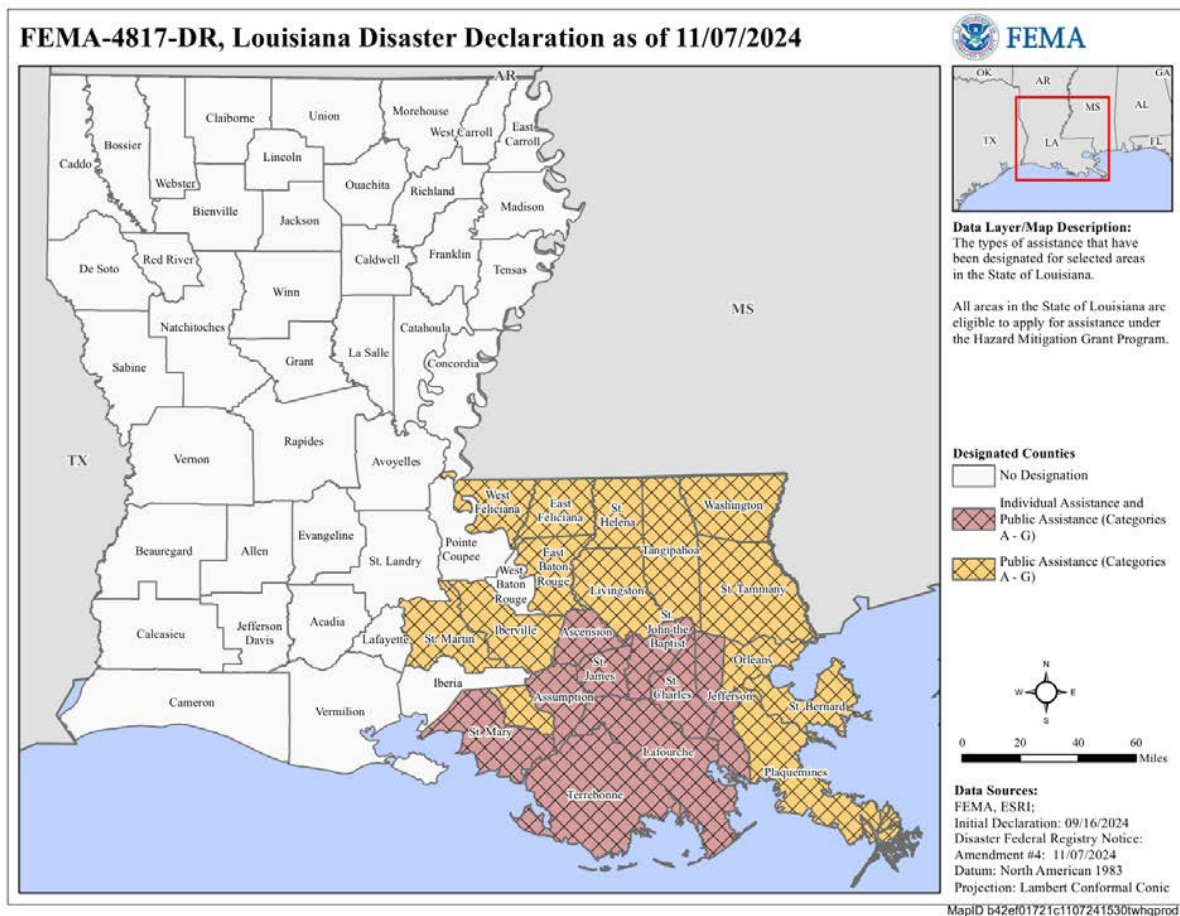 FEMA-4817-DR, Louisiana Disaster Declaration as of 11/07/2024
FEMA
AR
Caddo
Bossier
Webster
Claiborne
Union
Morehouse
West Carroll
East
Carroll
Lincoln
Ouachita
Richland
Madison
Bienville
Jackson
De Soto
Red River
Caldwell
Franklin
Tensas
Winn
Natchitoches
Catahoula
Sabine
Grant
La Salle
Concordia
MS
TX
Vernon
Rapides
Avoyelles
West
Feliciana
East
Feliciana
St.
Helena
Washington
Beauregard
Allen
Evangeline
St. Landry
Pointe
Coupee
West
Baton
Rouge
East
Baton
Rouge
Tangipahoa
Livingston
St. Tammany
Calcasieu
Jefferson
Davis
Acadia
Lafayette
St. Martin
Iberville
Ascension
St.
John the
Baptist
Orleans
Cameron
Vermilion
Iberia
Assumption
St.
James
St.
Charles
Jefferson
St. Bernard
St. Mary
Lafourche
Terrebonne
Plaquemines
OK
AR
GA
TX
LA
MS
AL
FL
Data Layer/Map Description:
The types of assistance that have
been designated for selected areas
in the State of Louisiana.
All areas in the State of Louisiana are
eligible to apply for assistance under
the Hazard Mitigation Grant Program.
Designated Counties
No Designation
Individual Assistance and
Public Assistance (Categories
A - G)
Public Assistance (Categories
A - G)
N
W
E
S
0 20 40 60
Miles
Data Sources:
FEMA, ESRI;
Initial Declaration: 09/16/2024
Disaster Federal Registry Notice:
Amendment #4: 11/07/2024
Datum: North American 1983
Projection: Lambert Conformal Conic
MapID b42ef01721c1107241530twhqprod